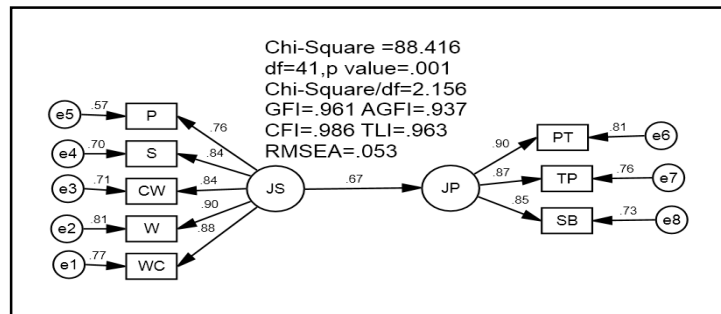 Chi-Square =88.416
df=41,p value=.001
Chi-Square/df=2.156
GFI=.961 AGFI=.937
CFI=.986 TLI=.963
RMSEA=.053
e5 .57 P .76
e4 .70 S .84
e3 .71 CW .84
e2 .81 W .90
e1 .77 WC .88
JS .67 JP
.90 PT .81 e6
.87 TP .76 e7
.85 SB .73 e8